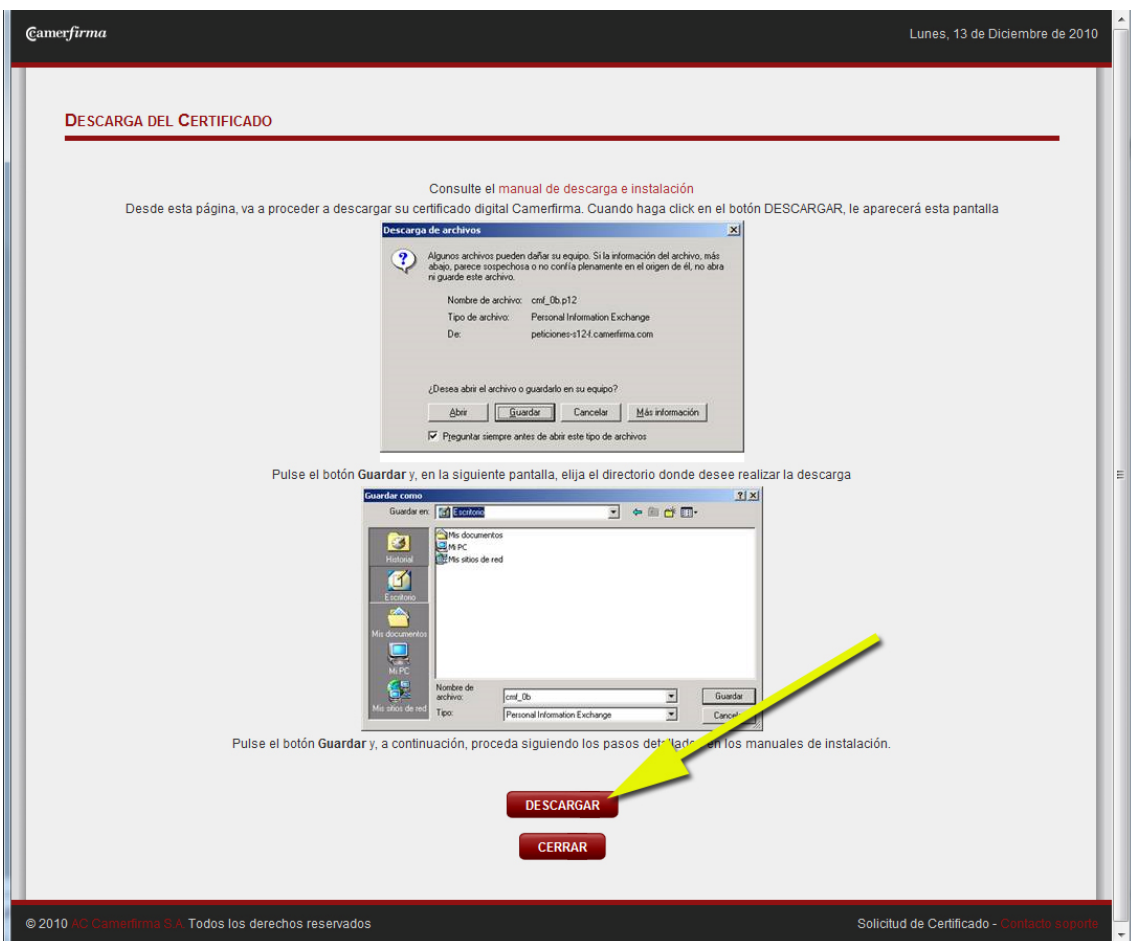 Camerfirma
Lunes, 13 de Diciembre de 2010
DESCARGA DEL CERTIFICADO
Consulte el manual de descarga e instalación
Desde esta página, va a proceder a descargar su certificado digital Camerfirma. Cuando haga click en el botón DESCARGAR, le aparecerá esta pantalla
Descarga de archivos
Algunos archivos pueden dañar su equipo. Si la información del archivo, más
abajo, parece sospechosa o no confía plenamente en el origen de él, no abra
ni guarde este archivo.
Nombre de archivo: cmf_0b.p12
Tipo de archivo: Personal Information Exchange
De: peticiones-s12-f.camerfirma.com
¿Desea abrir el archivo o guardarlo en su equipo?
Abrir Guardar Cancelar Más información
Preguntar siempre antes de abrir este tipo de archivos
Pulse el botón Guardar y, en la siguiente pantalla, elija el directorio donde desee realizar la descarga
Guardar como
Guardar en: Escritorio
Mis documentos
Mi PC
Mis sitios de red
Historial
Escritorio
Mis documentos
Mi PC
Mis sitios de red
Nombre de
archivo: cmf_0b Guardar
Tipo: Personal Information Exchange
Pulse el botón Guardar y, a continuación, proceda siguiendo los pasos en los manuales de instalación.
DESCARGAR
CERRAR
© 2010 AC Camerfirma S.A. Todos los derechos reservados
Solicitud de Certificado - Contacto soporte